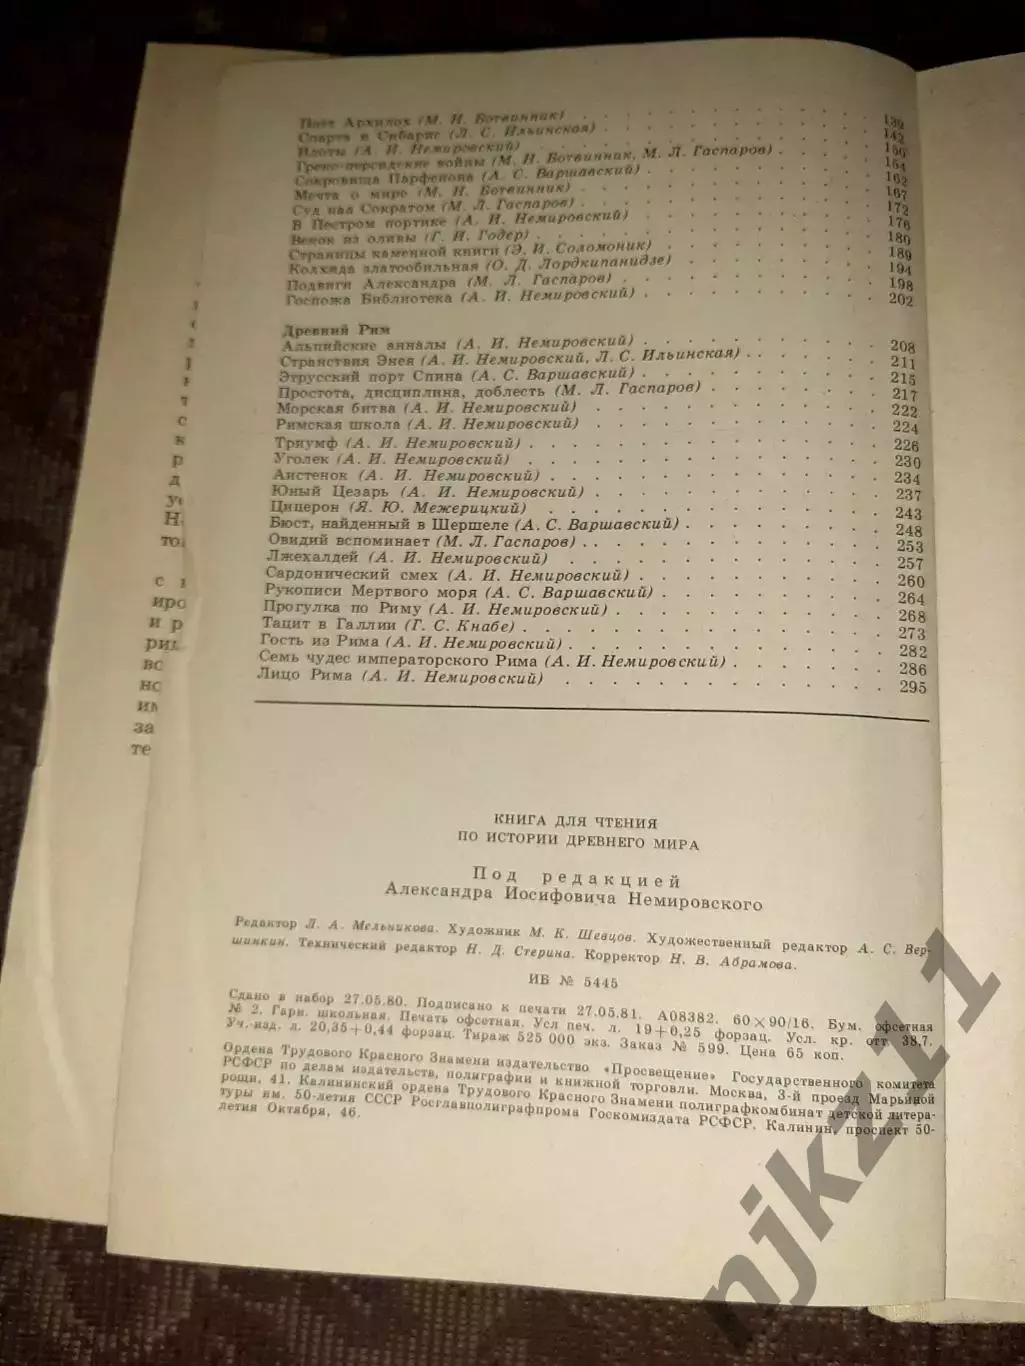 Поэт Архилох (М. И. Ботвинник) . . . . . . . . . 139
Спарта и Сибарис (Л. С. Ильинская) . . . . . . . . . 142
Илоты (А. И. Немировский) . . . . . . . . . 150
Греко-персидские войны (М. Н. Ботвинник, М. Л. Гаспаров) . . . . . 154
Сокровища Парфенона (А. С. Варшавский) . . . . . . . . . 162
Мечта о мире (М. Н. Ботвинник) . . . . . . . . . 167
Суд над Сократом (М. Л. Гаспаров) . . . . . . . . . 172
В Пестром портике (А. И. Немировский) . . . . . . . . . 176
Венок из оливы (Г. И. Годер) . . . . . . . . . 180
Страницы каменной книги (Э. И. Соломоник) . . . . . . . . . 189
Колхида златообильная (О. Д. Лордкипанидзе) . . . . . . . . . 194
Подвиги Александра (М. Л. Гаспаров) . . . . . . . . . 198
Госпожа Библиотека (А. И. Немировский) . . . . . . . . . 202
Древний Рим
Альпийские анналы (А. И. Немировский) . . . . . . . . . 208
Странствия Энея (А. И. Немировский, Л. С. Ильинская) . . . . . . . . 211
Этрусский порт Спина (А. С. Варшавский) . . . . . . . . . 215
Простота, дисциплина, доблесть (М. Л. Гаспаров) . . . . . . . . . 217
Морская битва (А. И. Немировский) . . . . . . . . . 222
Римская школа (А. И. Немировский) . . . . . . . . . 224
Триумф (А. И. Немировский) . . . . . . . . . 226
Уголек (А. И. Немировский) . . . . . . . . . 230
Аистенок (А. И. Немировский) . . . . . . . . . 234
Юный Цезарь (А. И. Немировский) . . . . . . . . . 237
Цицерон (Я. Ю. Межерицкий) . . . . . . . . . 243
Бюст, найденный в Шершеле (А. С. Варшавский) . . . . . . . . . 248
Овидий вспоминает (М. Л. Гаспаров) . . . . . . . . . 253
Лжехалдей (А. И. Немировский) . . . . . . . . . 257
Сардонический смех (А. И. Немировский) . . . . . . . . . 260
Рукописи Мертвого моря (А. С. Варшавский) . . . . . . . . . 264
Прогулка по Риму (А. И. Немировский) . . . . . . . . . 268
Тацит в Галлии (Г. С. Кнабе) . . . . . . . . . 273
Гость из Рима (А. И. Немировский) . . . . . . . . . 282
Семь чудес императорского Рима (А. И. Немировский) . . . . . . . . . 286
Лицо Рима (А. И. Немировский) . . . . . . . . . 295
КНИГА ДЛЯ ЧТЕНИЯ
ПО ИСТОРИИ ДРЕВНЕГО МИРА
Под редакцией
Александра Иосифовича Немировского
Редактор Л. А. Мельникова. Художник М. К. Шевцов. Художественный редактор А. С. Вер-
шинкин. Технический редактор Н. Д. Стерина. Корректор Н. В. Абрамова.
ИБ № 5445
Сдано в набор 27.05.80. Подписано к печати 27.05.81. А08382. 60 × 90/16. Бум. офсетная
№ 2. Гарн. школьная. Печать офсетная. Усл печ. л. 19 + 0,25 форзац. Усл. кр. отт 38,7.
Уч.-изд. л. 20,35 + 0,44 форзац. Тираж 525 000 экз. Заказ № 599. Цена 65 коп.
Ордена Трудового Красного Знамени издательство «Просвещение» Государственного комитета
РСФСР по делам издательств, полиграфии и книжной торговли. Москва, 3-й проезд Марьиной
рощи, 41. Калининский ордена Трудового Красного Знамени полиграфкомбинат детской литера-
туры им. 50-летия СССР Росглавполиграфпрома Госкомиздата РСФСР. Калинин, проспект 50-
летия Октября, 46.
njkz11